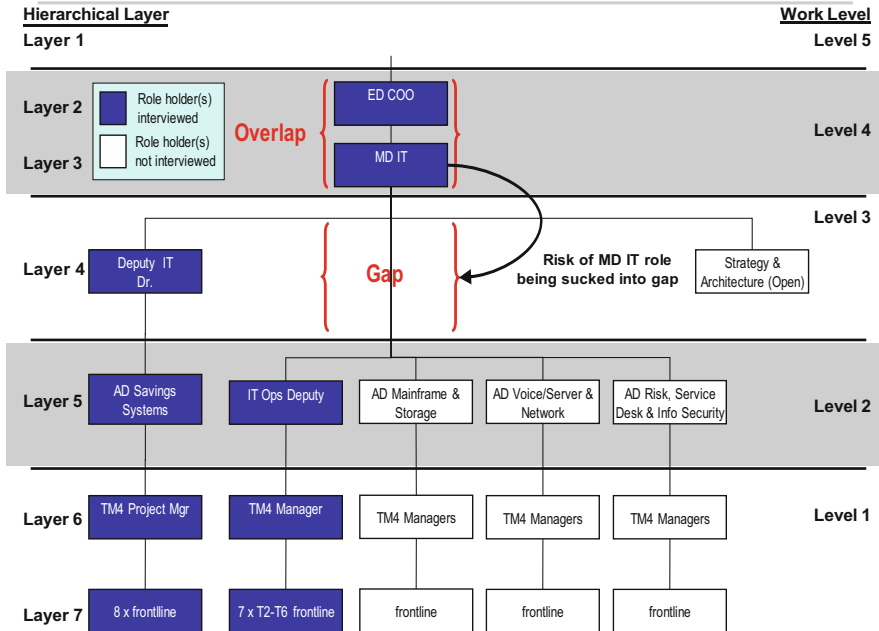 Hierarchical Layer
Work Level
Layer 1
Level 5
Layer 2
Role holder(s)
interviewed
Role holder(s)
not interviewed
Overlap
ED COO
Level 4
Layer 3
MD IT
Level 3
Layer 4
Deputy IT
Dr.
Gap
Risk of MD IT role
being sucked into gap
Strategy &
Architecture (Open)
Layer 5
AD Savings
Systems
IT Ops Deputy
AD Mainframe &
Storage
AD Voice/Server &
Network
AD Risk, Service
Desk & Info Security
Level 2
Layer 6
TM4 Project Mgr
TM4 Manager
TM4 Managers
TM4 Managers
TM4 Managers
Level 1
Layer 7
8 x frontlline
7 x T2-T6 frontline
frontline
frontline
frontline